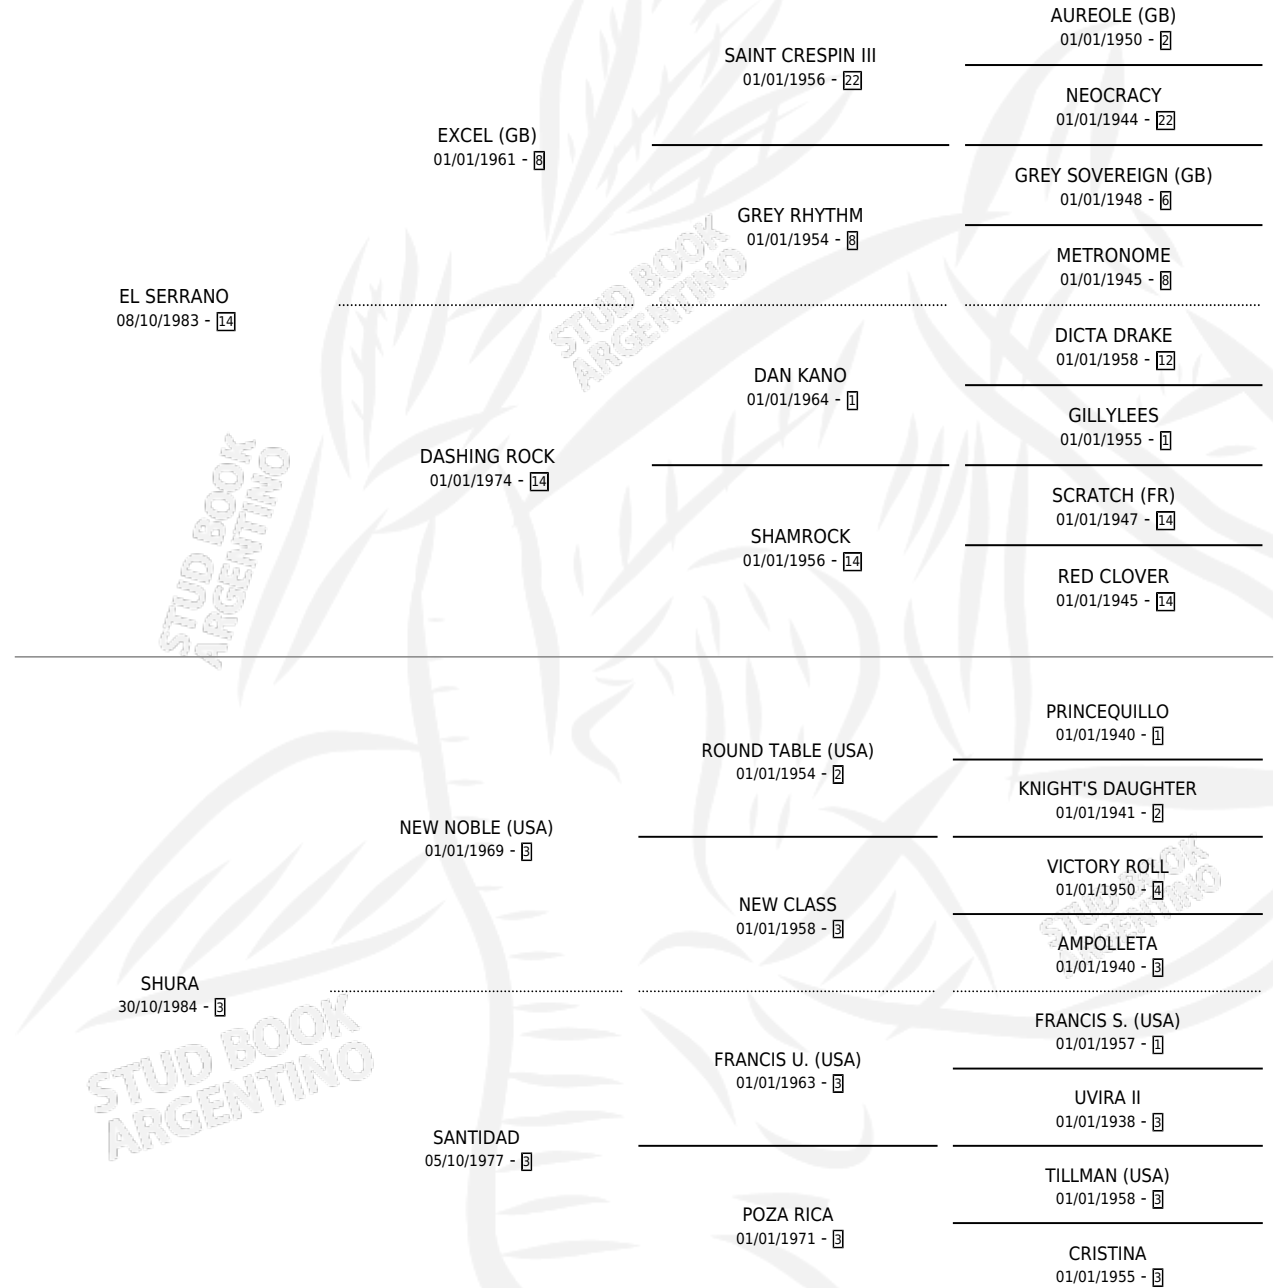 AUREOLE (GB)
01/01/1950 - 2
SAINT CRESPIN III
01/01/1956 - 22
NEOCRACY
01/01/1944 - 22
EXCEL (GB)
01/01/1961 - 8
GREY SOVEREIGN (GB)
01/01/1948 - 6
GREY RHYTHM
01/01/1954 - 8
METRONOME
01/01/1945 - 8
EL SERRANO
08/10/1983 - 14
DICTA DRAKE
01/01/1958 - 12
DAN KANO
01/01/1964 - 1
GILLYLEES
01/01/1955 - 1
DASHING ROCK
01/01/1974 - 14
SCRATCH (FR)
01/01/1947 - 14
SHAMROCK
01/01/1956 - 14
RED CLOVER
01/01/1945 - 14
PRINCEQUILLO
01/01/1940 - 1
ROUND TABLE (USA)
01/01/1954 - 2
KNIGHT'S DAUGHTER
01/01/1941 - 2
NEW NOBLE (USA)
01/01/1969 - 3
VICTORY ROLL
01/01/1950 - 4
NEW CLASS
01/01/1958 - 3
AMPOLLETA
01/01/1940 - 3
SHURA
30/10/1984 - 3
FRANCIS S. (USA)
01/01/1957 - 1
FRANCIS U. (USA)
01/01/1963 - 3
UVIRA II
01/01/1938 - 3
SANTIDAD
05/10/1977 - 3
TILLMAN (USA)
01/01/1958 - 3
POZA RICA
01/01/1971 - 3
CRISTINA
01/01/1955 - 3
STUD BOOK
ARGENTINO
STUD BOOK
ARGENTINO
STUD BOOK
ARGENTINO
STUD BOOK
ARGENTINO